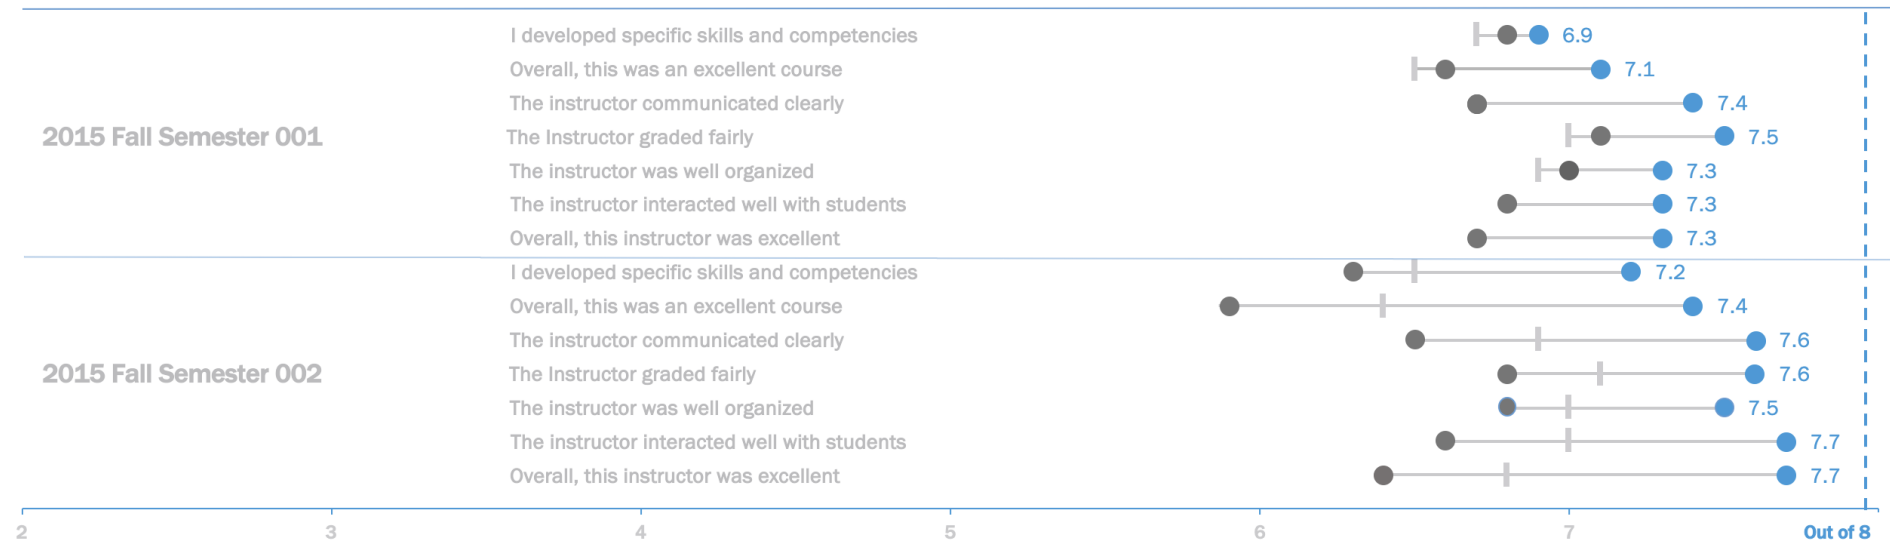 I developed specific skills and competencies 6.9
Overall, this was an excellent course 7.1
The instructor communicated clearly 7.4
2015 Fall Semester 001
The Instructor graded fairly 7.5
The instructor was well organized 7.3
The instructor interacted well with students 7.3
Overall, this instructor was excellent 7.3
I developed specific skills and competencies 7.2
Overall, this was an excellent course 7.4
The instructor communicated clearly 7.6
2015 Fall Semester 002
The Instructor graded fairly 7.6
The instructor was well organized 7.5
The instructor interacted well with students 7.7
Overall, this instructor was excellent 7.7
2 3 4 5 6 7 Out of 8